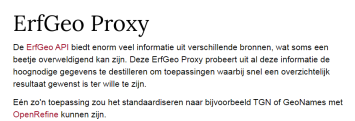 ErfGeo Proxy
De ErfGeo API biedt enorm veel informatie uit verschillende bronnen, wat soms een
beetje overweldigend kan zijn. Deze ErfGeo Proxy probeert uit al deze informatie de
hoognodige gegevens te destilleren om toepassingen waarbij snel een overzichtelijk
resultaat gewenst is ter wille te zijn.
Eén zo'n toepassing zou het standaardiseren naar bijvoorbeeld TGN of GeoNames met
OpenRefine kunnen zijn.